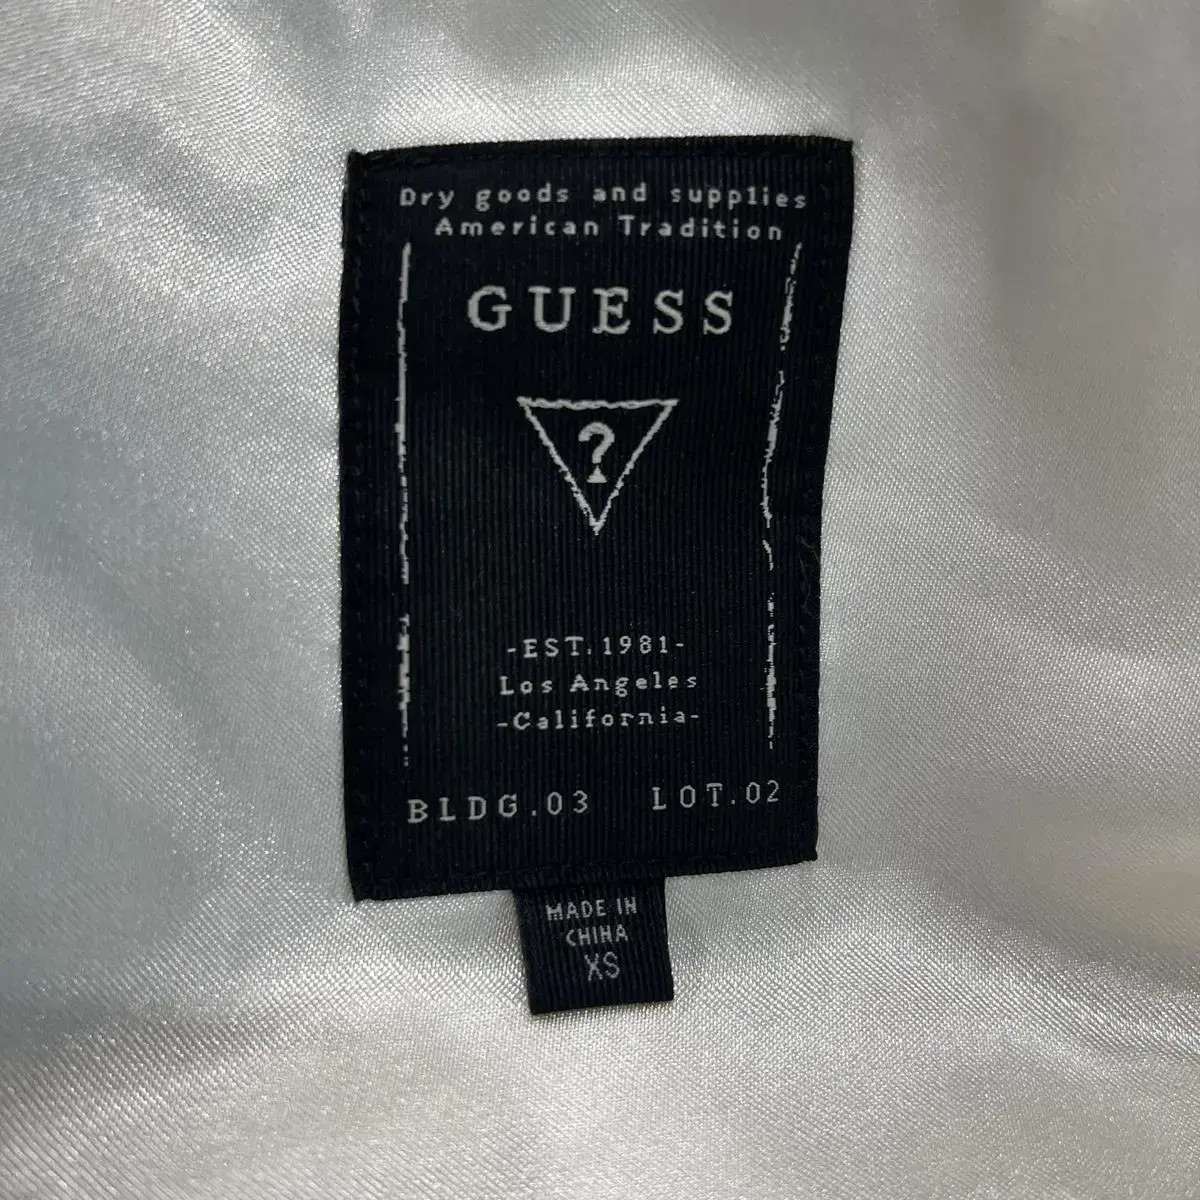 Dry goods and supplies
American Tradition
GUESS
?
-EST.1981-
Los Angeles
-California-
BLDG.03 LOT.02
MADE IN
CHINA
XS